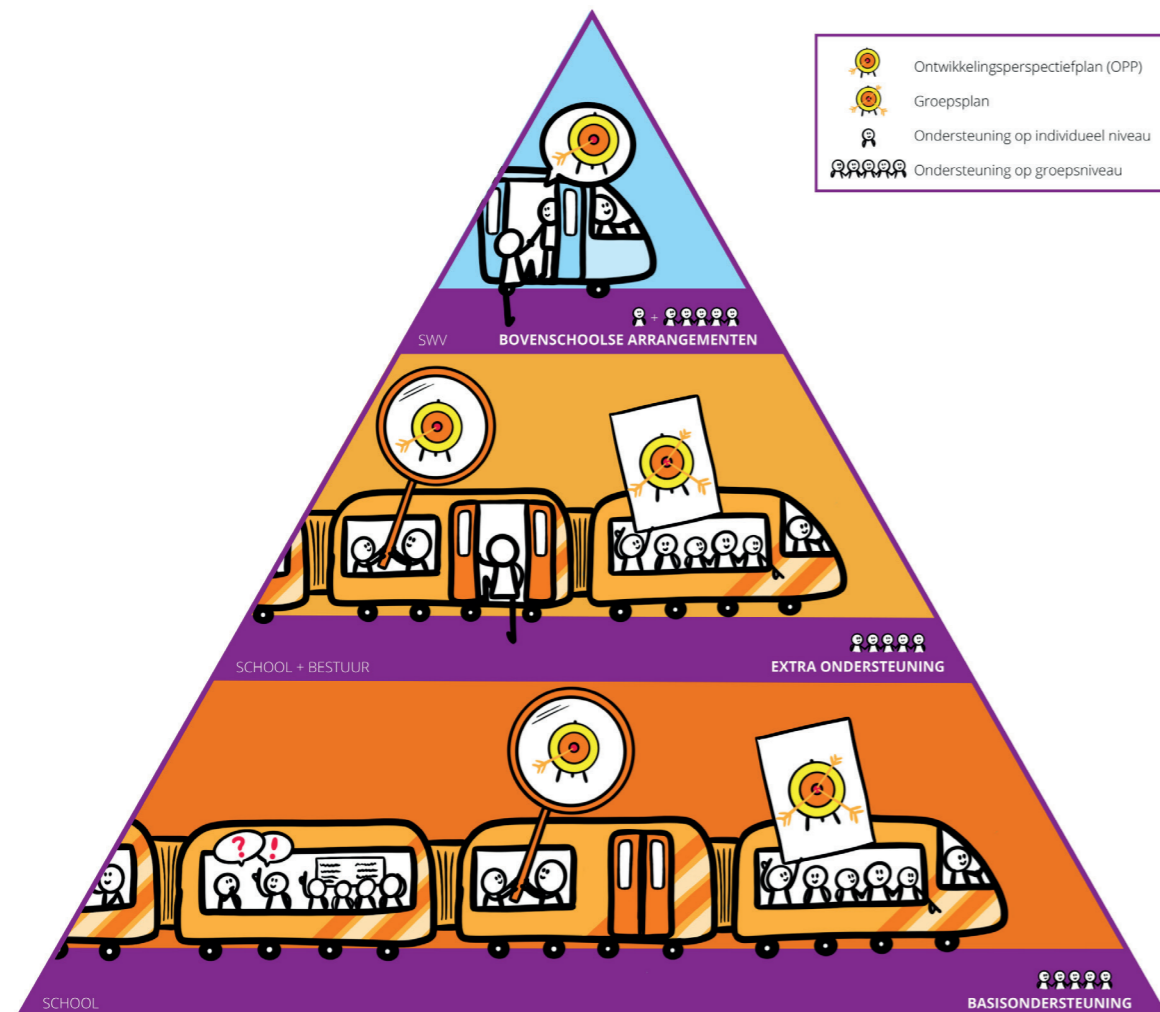 Ontwikkelingsperspectiefplan (OPP)
Groepsplan
Ondersteuning op individueel niveau
Ondersteuning op groepsniveau
+
SWV BOVENSCHOOLSE ARRANGEMENTEN
SCHOOL + BESTUUR EXTRA ONDERSTEUNING
? !
SCHOOL BASISONDERSTEUNING